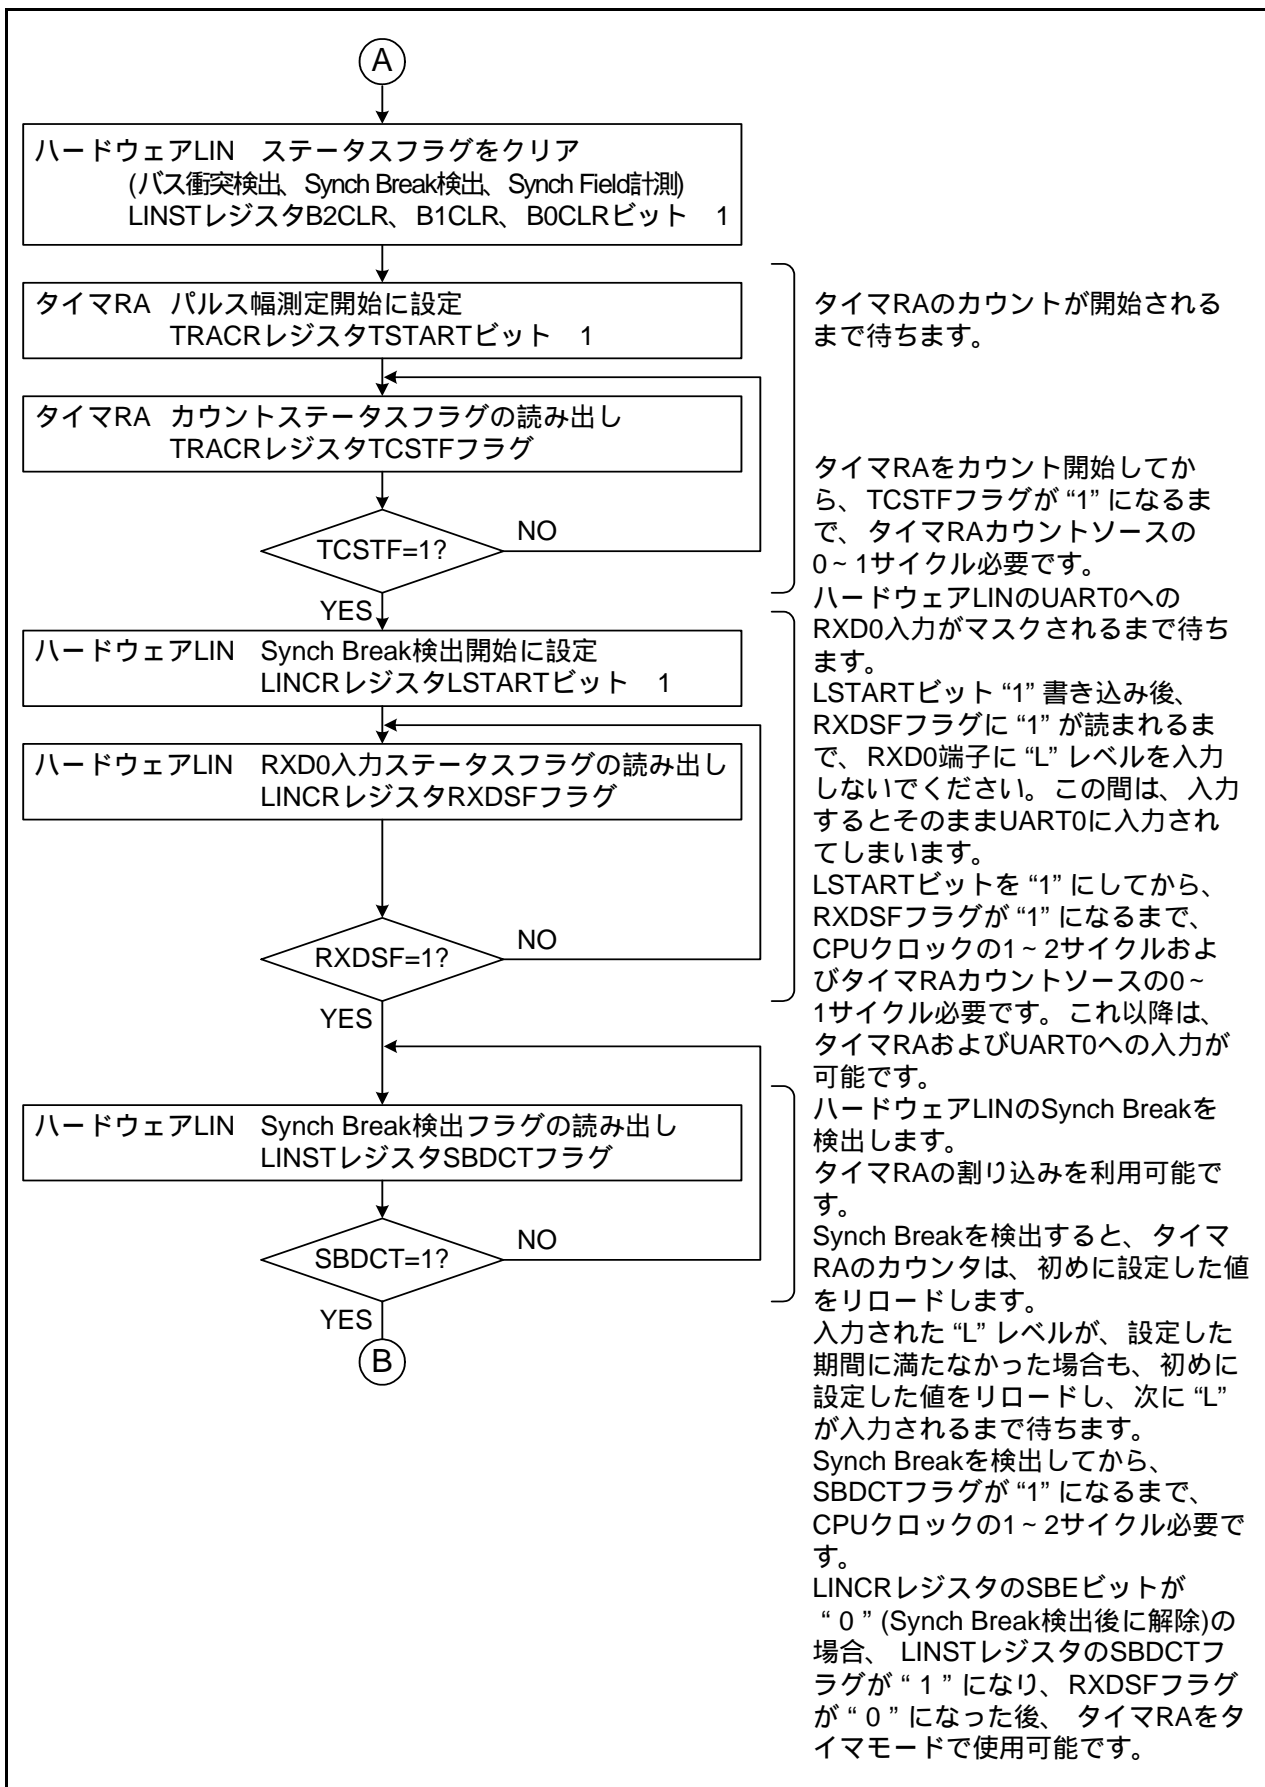 A
ハードウェアLIN　ステータスフラグをクリア
(バス衝突検出、Synch Break検出、Synch Field計測)
LINSTレジスタB2CLR、B1CLR、B0CLRビット　1
タイマRA　パルス幅測定開始に設定
TRACRレジスタTSTARTビット　1
タイマRA　カウントステータスフラグの読み出し
TRACRレジスタTCSTFフラグ
TCSTF=1?
NO
YES
ハードウェアLIN　Synch Break検出開始に設定
LINCRレジスタLSTARTビット　1
ハードウェアLIN　RXD0入力ステータスフラグの読み出し
LINCRレジスタRXDSFフラグ
RXDSF=1?
NO
YES
ハードウェアLIN　Synch Break検出フラグの読み出し
LINSTレジスタSBDCTフラグ
SBDCT=1?
NO
YES
B
タイマRAのカウントが開始される
まで待ちます。
タイマRAをカウント開始してか
ら、TCSTFフラグが “1” になるま
で、タイマRAカウントソースの
0~1サイクル必要です。
ハードウェアLINのUART0への
RXD0入力がマスクされるまで待ち
ます。
LSTARTビット “1” 書き込み後、
RXDSFフラグに “1” が読まれるま
で、RXD0端子に “L” レベルを入力
しないでください。この間は、入力
するとそのままUART0に入力され
てしまいます。
LSTARTビットを “1” にしてから、
RXDSFフラグが “1” になるまで、
CPUクロックの1~2サイクルおよ
びタイマRAカウントソースの0~
1サイクル必要です。これ以降は、
タイマRAおよびUART0への入力が
可能です。
ハードウェアLINのSynch Breakを
検出します。
タイマRAの割り込みを利用可能で
す。
Synch Breakを検出すると、タイマ
RAのカウンタは、初めに設定した値
をリロードします。
入力された “L” レベルが、設定した
期間に満たなかった場合も、初めに
設定した値をリロードし、次に “L”
が入力されるまで待ちます。
Synch Breakを検出してから、
SBDCTフラグが “1” になるまで、
CPUクロックの1~2サイクル必要で
す。
LINCRレジスタのSBEビットが
“ 0 ” (Synch Break検出後に解除)の
場合、 LINSTレジスタのSBDCTフ
ラグが “ 1 ” になり、RXDSFフラグ
が “ 0 ” になった後、 タイマRAをタ
イマモードで使用可能です。